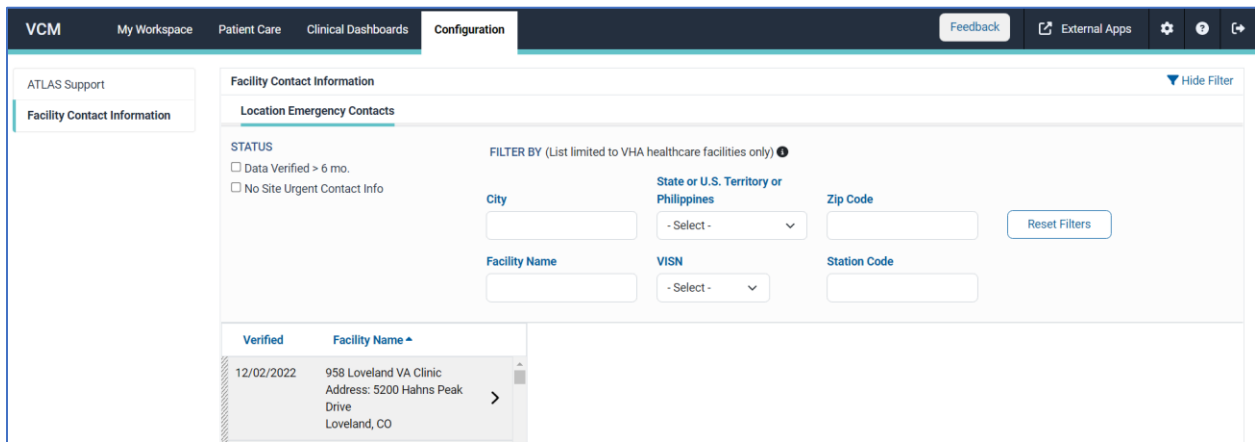 VCM My Workspace Patient Care Clinical Dashboards Configuration Feedback External Apps
ATLAS Support
Facility Contact Information
Facility Contact Information Hide Filter
Location Emergency Contacts
STATUS
Data Verified > 6 mo.
No Site Urgent Contact Info
FILTER BY (List limited to VHA healthcare facilities only)
City
State or U.S. Territory or
Philippines
- Select -
Zip Code
Reset Filters
Facility Name
VISN
- Select -
Station Code
Verified Facility Name
12/02/2022 958 Loveland VA Clinic
Address: 5200 Hahns Peak
Drive
Loveland, CO